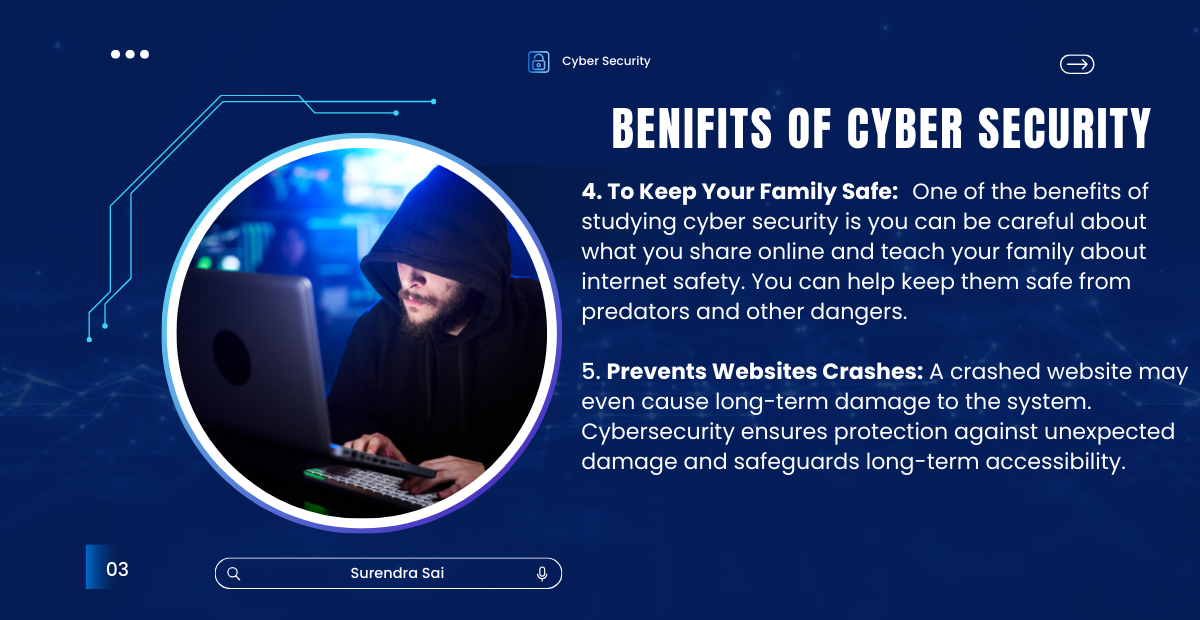 Cyber Security
BENIFITS OF CYBER SECURITY
4. To Keep Your Family Safe: One of the benefits of
studying cyber security is you can be careful about
what you share online and teach your family about
internet safety. You can help keep them safe from
predators and other dangers.
5. Prevents Websites Crashes: A crashed website may
even cause long-term damage to the system.
Cybersecurity ensures protection against unexpected
damage and safeguards long-term accessibility.
03
Surendra Sai